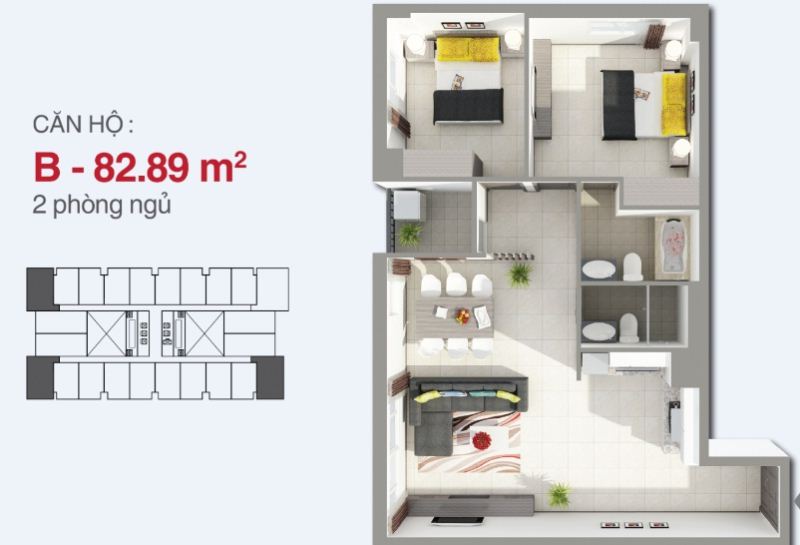 CĂN HỘ :
B - 82.89 m²
2 phòng ngủ